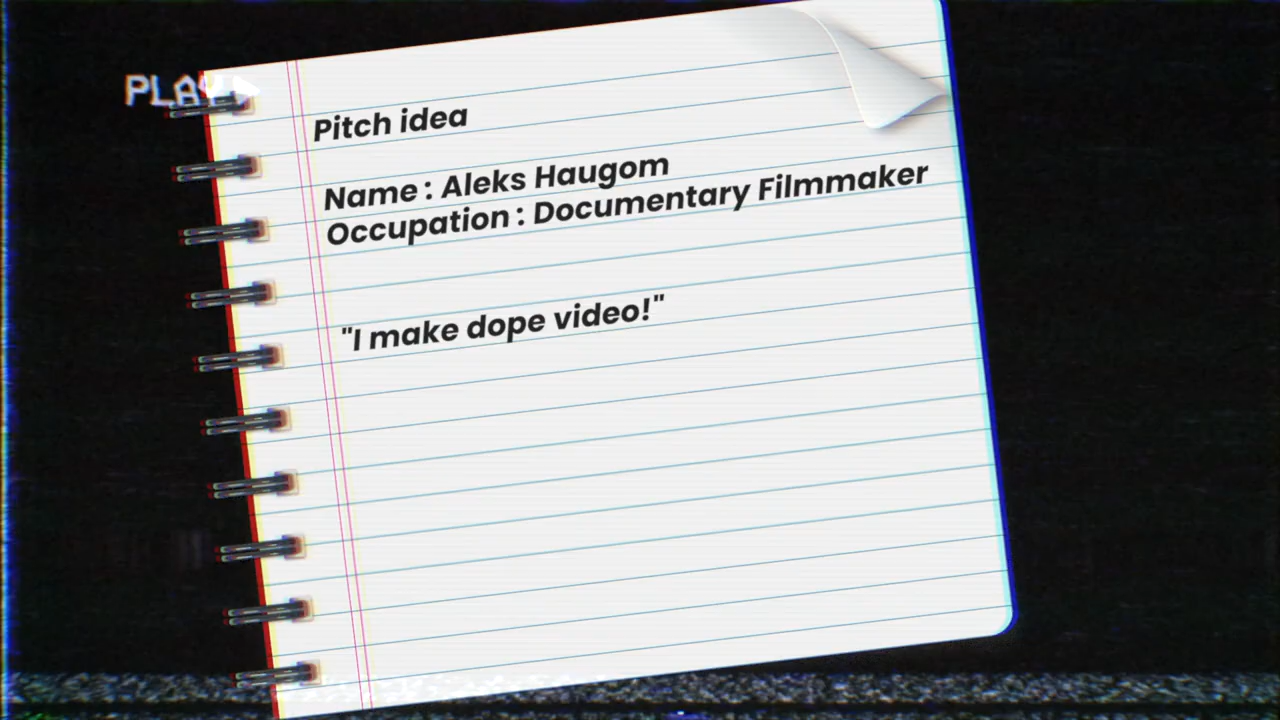 PLAY
Pitch idea
Name : Aleks Haugom
Occupation : Documentary Filmmaker
"I make dope video!"